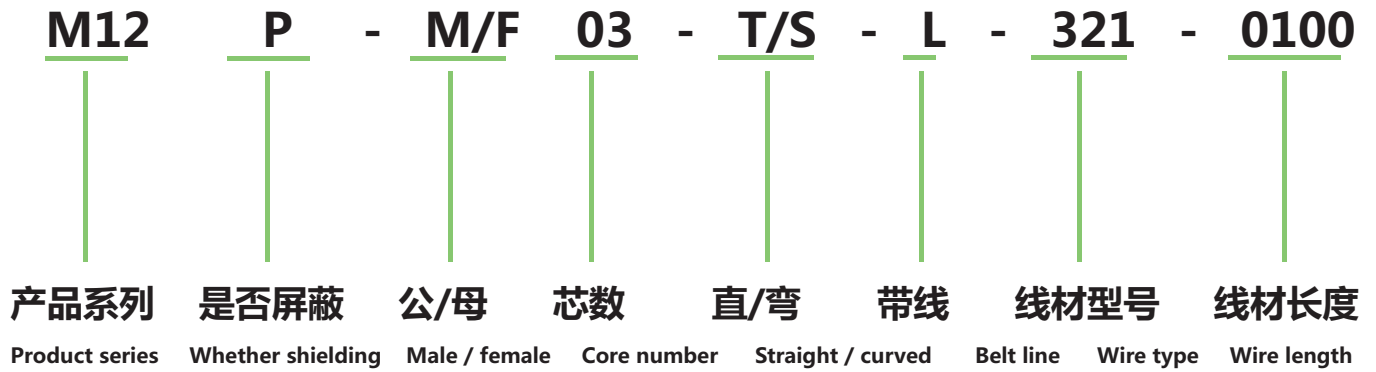 M12 P - M/F 03 - T/S - L - 321 - 0100
产品系列 是否屏蔽 公/母 芯数 直/弯 带线 线材型号 线材长度
Product series Whether shielding Male / female Core number Straight / curved Belt line Wire type Wire length